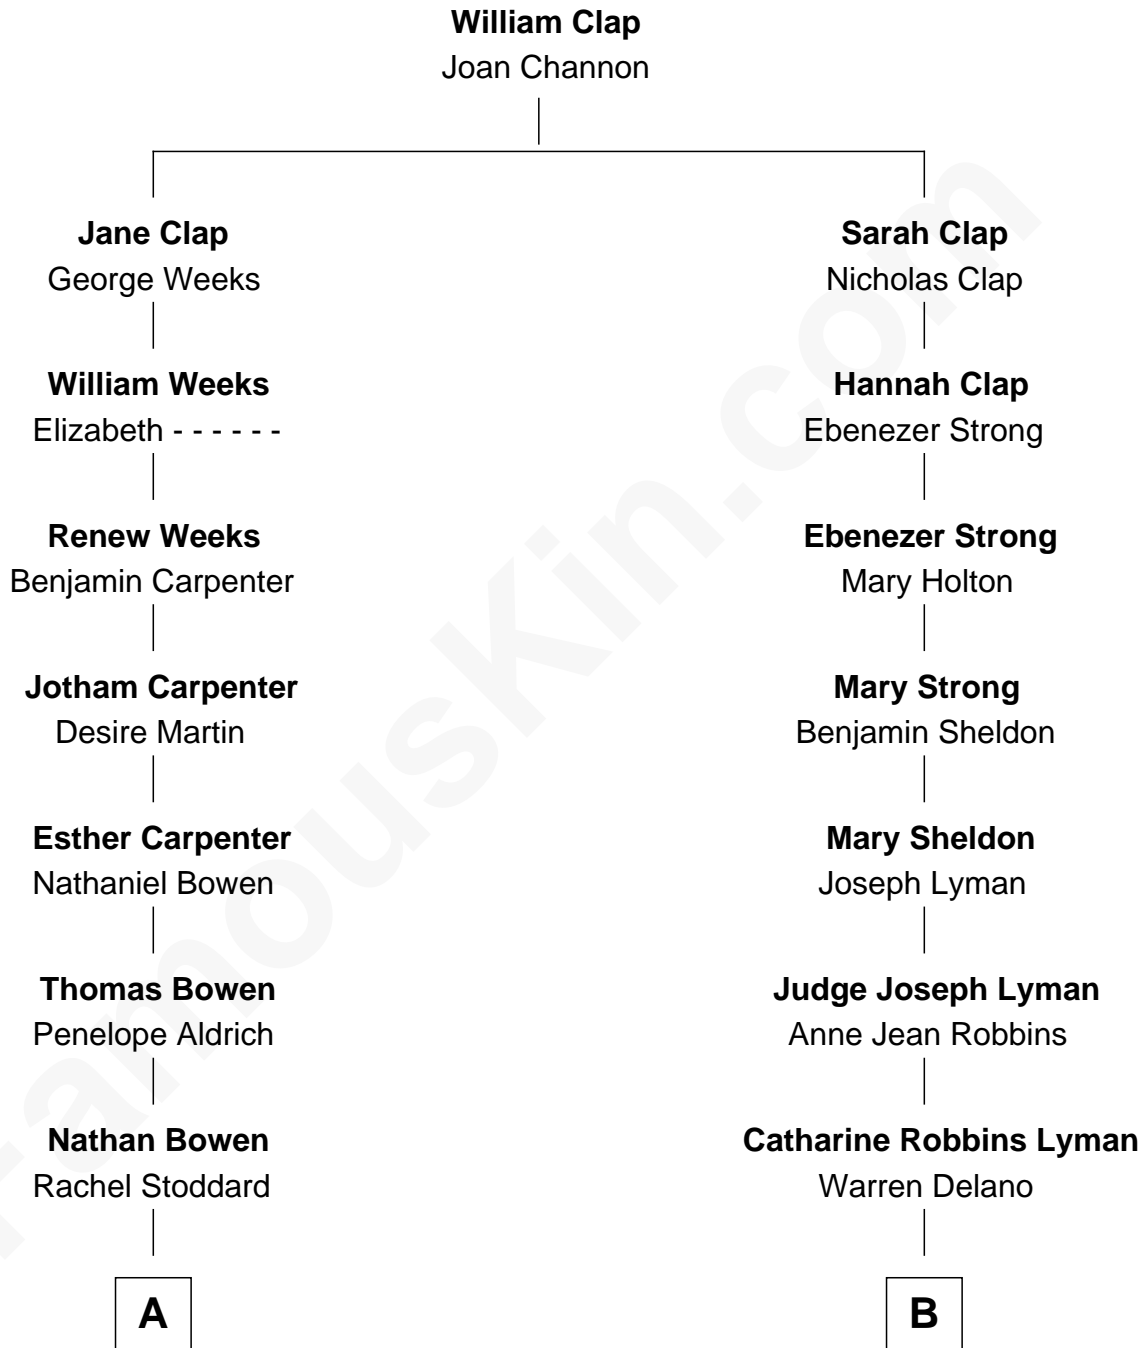 William Clap
Joan Channon
Jane Clap
George Weeks
Sarah Clap
Nicholas Clap
William Weeks
Elizabeth - - - - - -
Hannah Clap
Ebenezer Strong
Renew Weeks
Benjamin Carpenter
Ebenezer Strong
Mary Holton
Jotham Carpenter
Desire Martin
Mary Strong
Benjamin Sheldon
Esther Carpenter
Nathaniel Bowen
Mary Sheldon
Joseph Lyman
Thomas Bowen
Penelope Aldrich
Judge Joseph Lyman
Anne Jean Robbins
Nathan Bowen
Rachel Stoddard
Catharine Robbins Lyman
Warren Delano
A
B
FamousKin.com